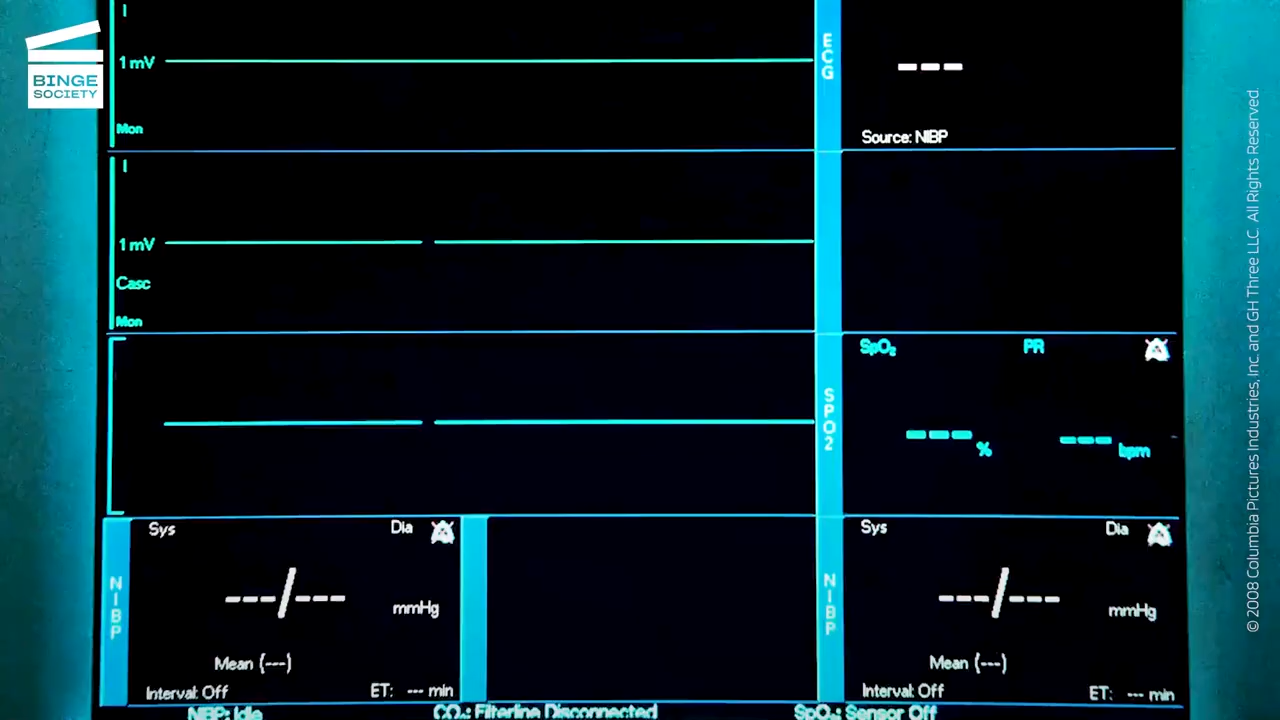 BINGE
SOCIETY
I
1 mV
Mon
ECG
---
Source: NIBP
I
1 mV
Casc
Mon
SPO2
SpO₂ PR
--- % --- bpm
NIBP
Sys Dia
---/--- mmHg
Mean (---)
Interval: Off ET: --- min
NIBP
Sys Dia
---/--- mmHg
Mean (---)
Interval: Off ET: --- min
NIBP: Idle CO₂: Filterline Disconnected SpO₂: Sensor Off
© 2008 Columbia Pictures Industries, Inc. and GH Three LLC. All Rights Reserved.